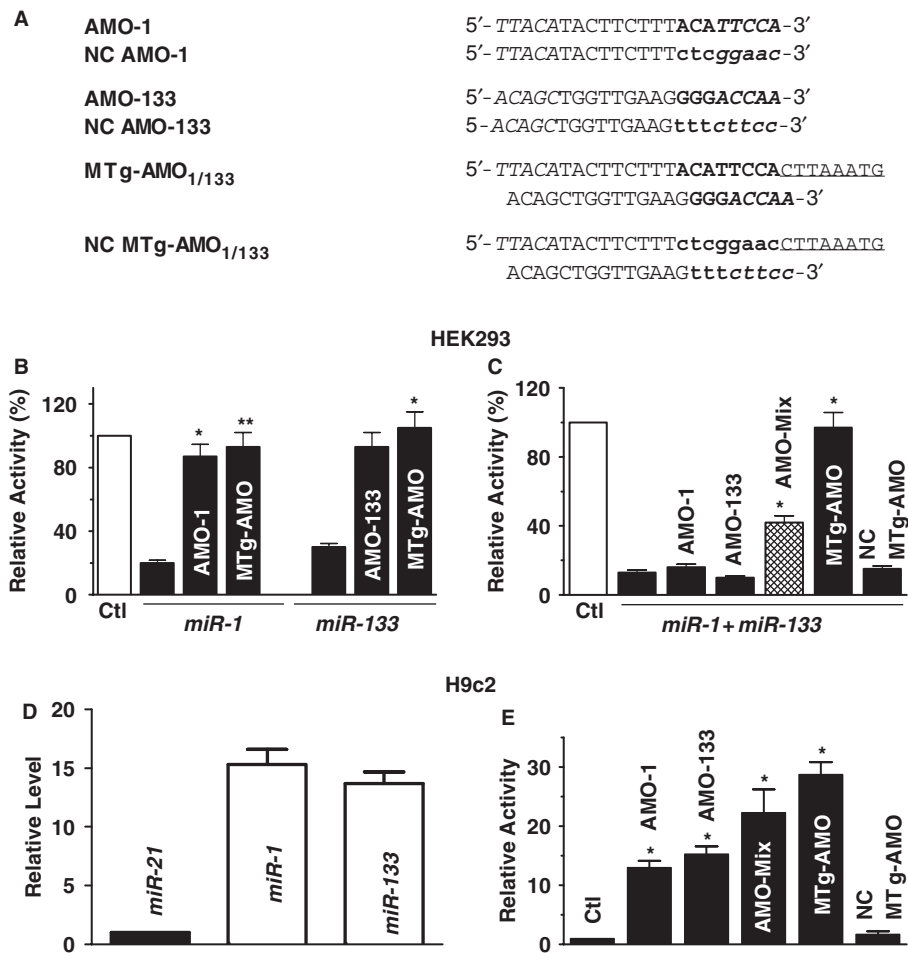 A
AMO-1 5′-TTACATACTTCTTTACATTCCA-3′
NC AMO-1 5′-TTACATACTTCTTTctcggaac-3′
AMO-133 5′-ACAGCTGGTTGAAGGGGACCAA-3′
NC AMO-133 5-ACAGCTGGTTGAAGtttcttcc-3′
MTg-AMO1/133 5′-TTACATACTTCTTTACATTCCACTTAAATG
ACAGCTGGTTGAAGGGGACCAA-3′
NC MTg-AMO1/133 5′-TTACATACTTCTTTctcggaacCTTAAATG
ACAGCTGGTTGAAGtttcttcc-3′
HEK293
B
Relative Activity (%)
120
80
40
0
Ctl
AMO-1
*
MTg-AMO
**
AMO-133
MTg-AMO
*
miR-1
miR-133
C
Relative Activity (%)
120
80
40
0
Ctl
AMO-1
AMO-133
AMO-Mix
*
MTg-AMO
*
NC
MTg-AMO
miR-1+miR-133
H9c2
D
Relative Level
20
15
10
5
0
miR-21
miR-1
miR-133
E
Relative Activity
30
20
10
0
Ctl
AMO-1
*
AMO-133
*
AMO-Mix
*
MTg-AMO
*
NC
MTg-AMO